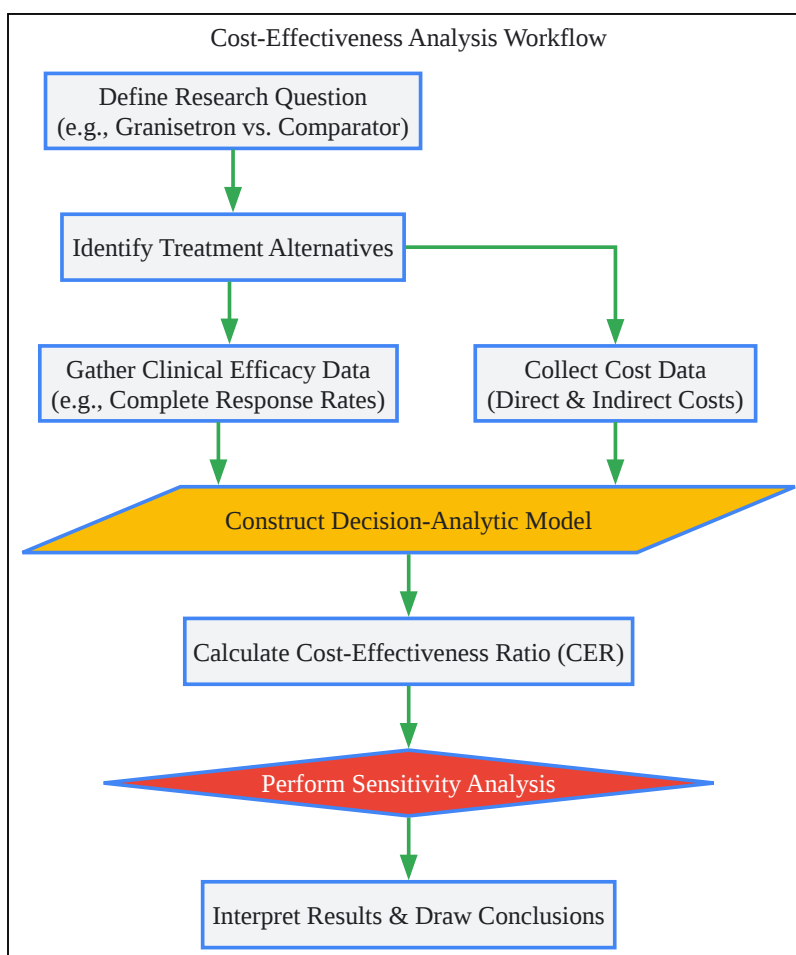 Cost-Effectiveness Analysis Workflow
Define Research Question
(e.g., Granisetron vs. Comparator)
Identify Treatment Alternatives
Gather Clinical Efficacy Data
(e.g., Complete Response Rates)
Collect Cost Data
(Direct & Indirect Costs)
Construct Decision-Analytic Model
Calculate Cost-Effectiveness Ratio (CER)
Perform Sensitivity Analysis
Interpret Results & Draw Conclusions